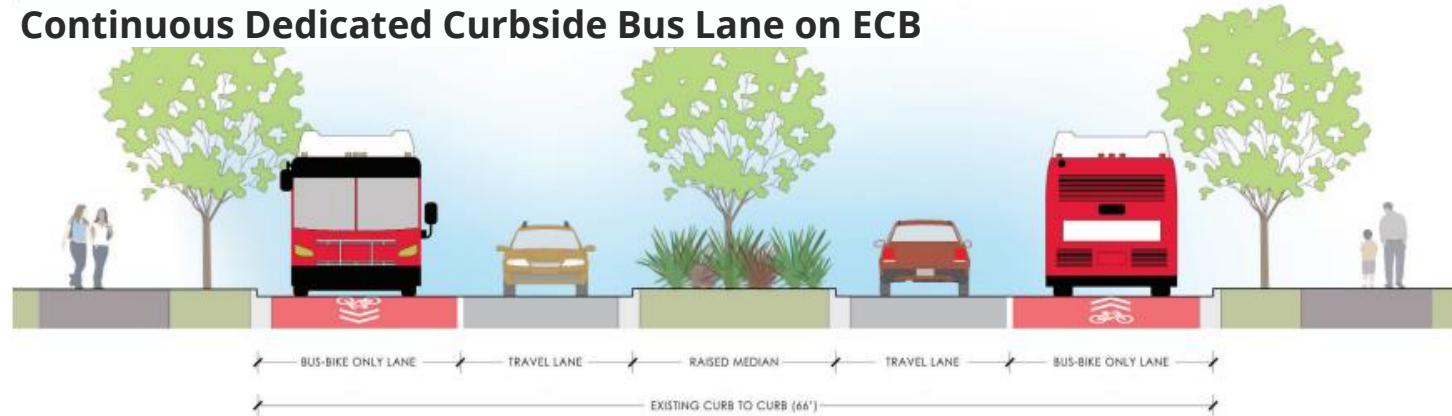 Continuous Dedicated Curbside Bus Lane on ECB
BUS-BIKE ONLY LANE
TRAVEL LANE
RAISED MEDIAN
TRAVEL LANE
BUS-BIKE ONLY LANE
EXISTING CURB TO CURB (66')